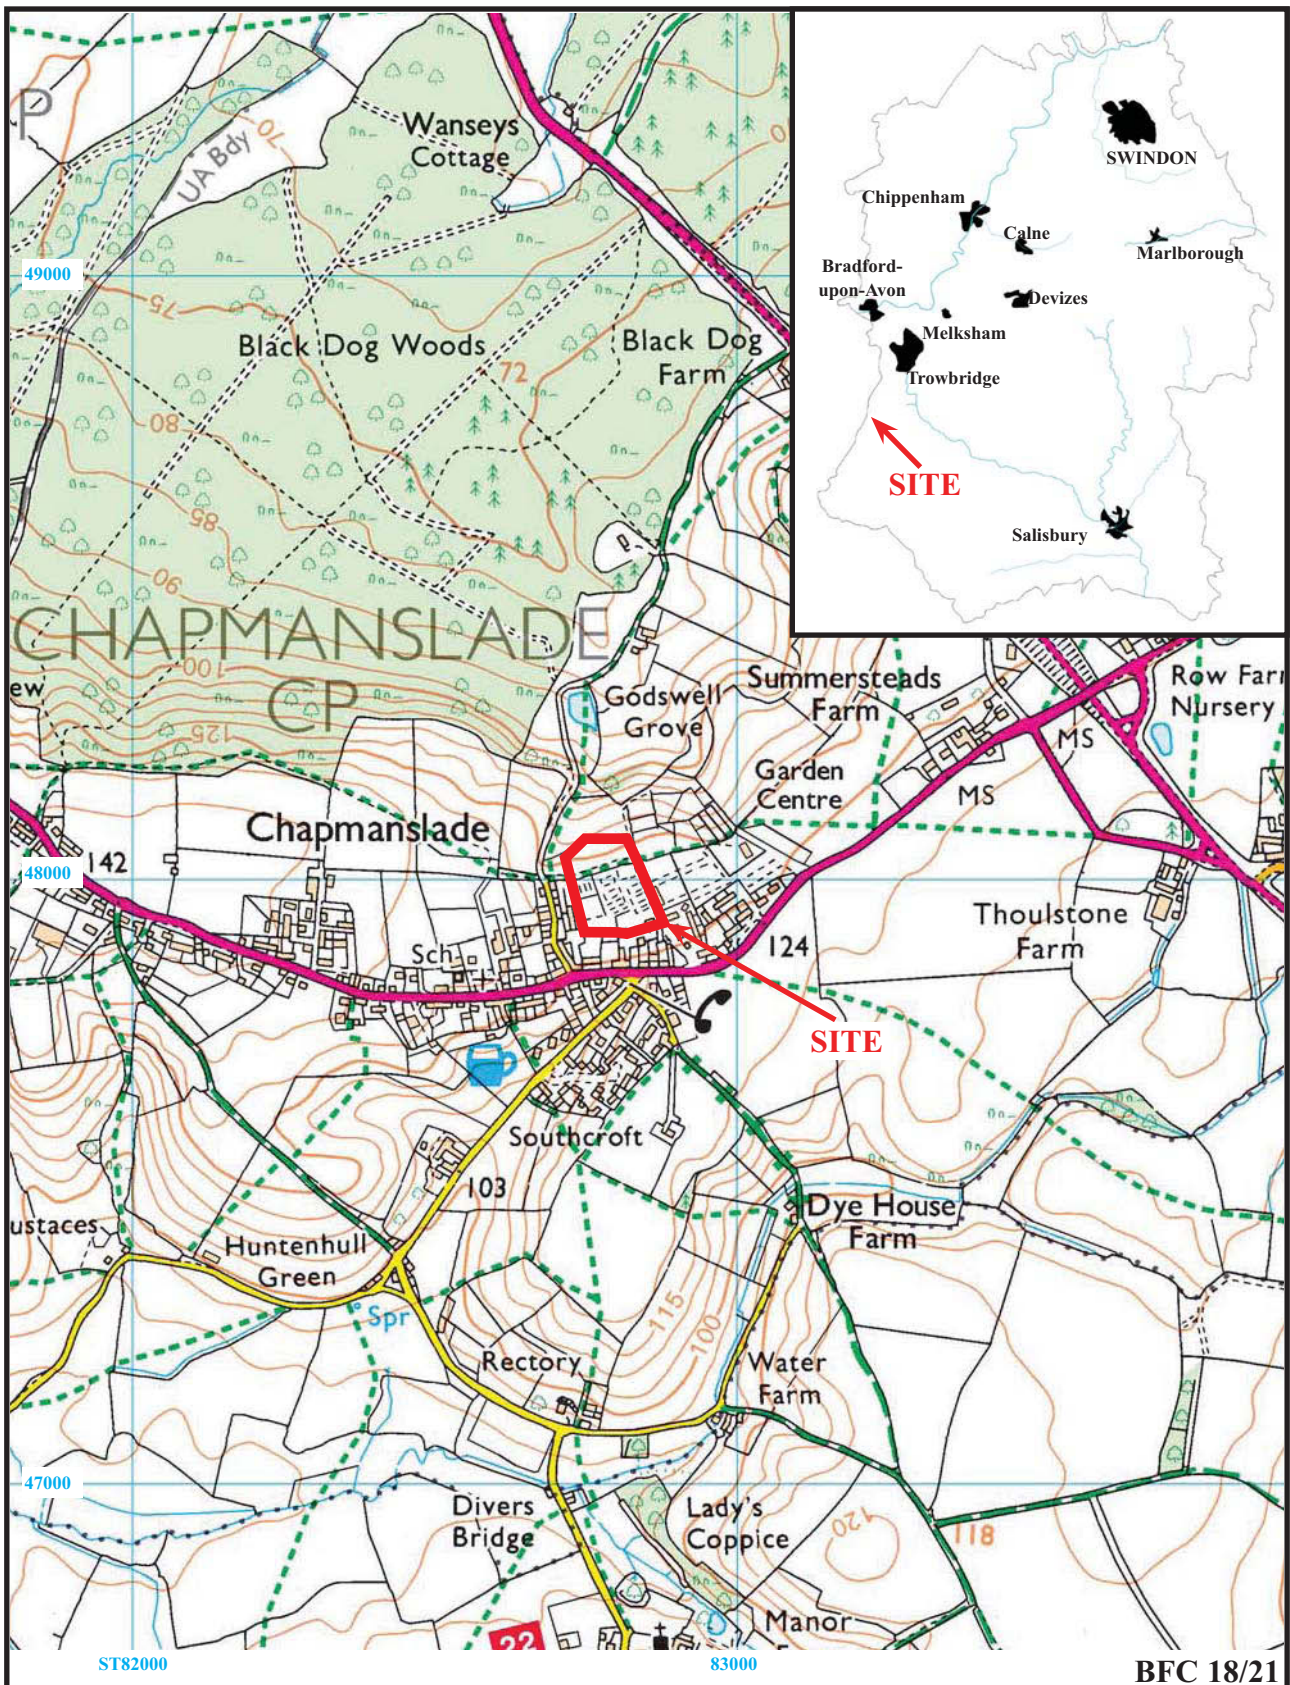 P
UA Bdy
70
Wanseys
Cottage
49000
75
Black Dog Woods
72
Black Dog
Farm
80
85
90
CHAPMANSLADE
CP
100
125
ew
Godswell
Grove
Summersteads
Farm
Row Farm
Nursery
MS
MS
Garden
Centre
Chapmanslade
142
48000
Sch
124
Thoulstone
Farm
SITE
Southcroft
103
ustaces
Huntenhull
Green
Spr
Dye House
Farm
115
100
Rectory
Water
Farm
47000
Divers
Bridge
Lady's
Coppice
120
118
Manor
22
ST82000
83000
BFC 18/21
SWINDON
Chippenham
Calne
Marlborough
Bradford-
upon-Avon
Devizes
Melksham
Trowbridge
SITE
Salisbury